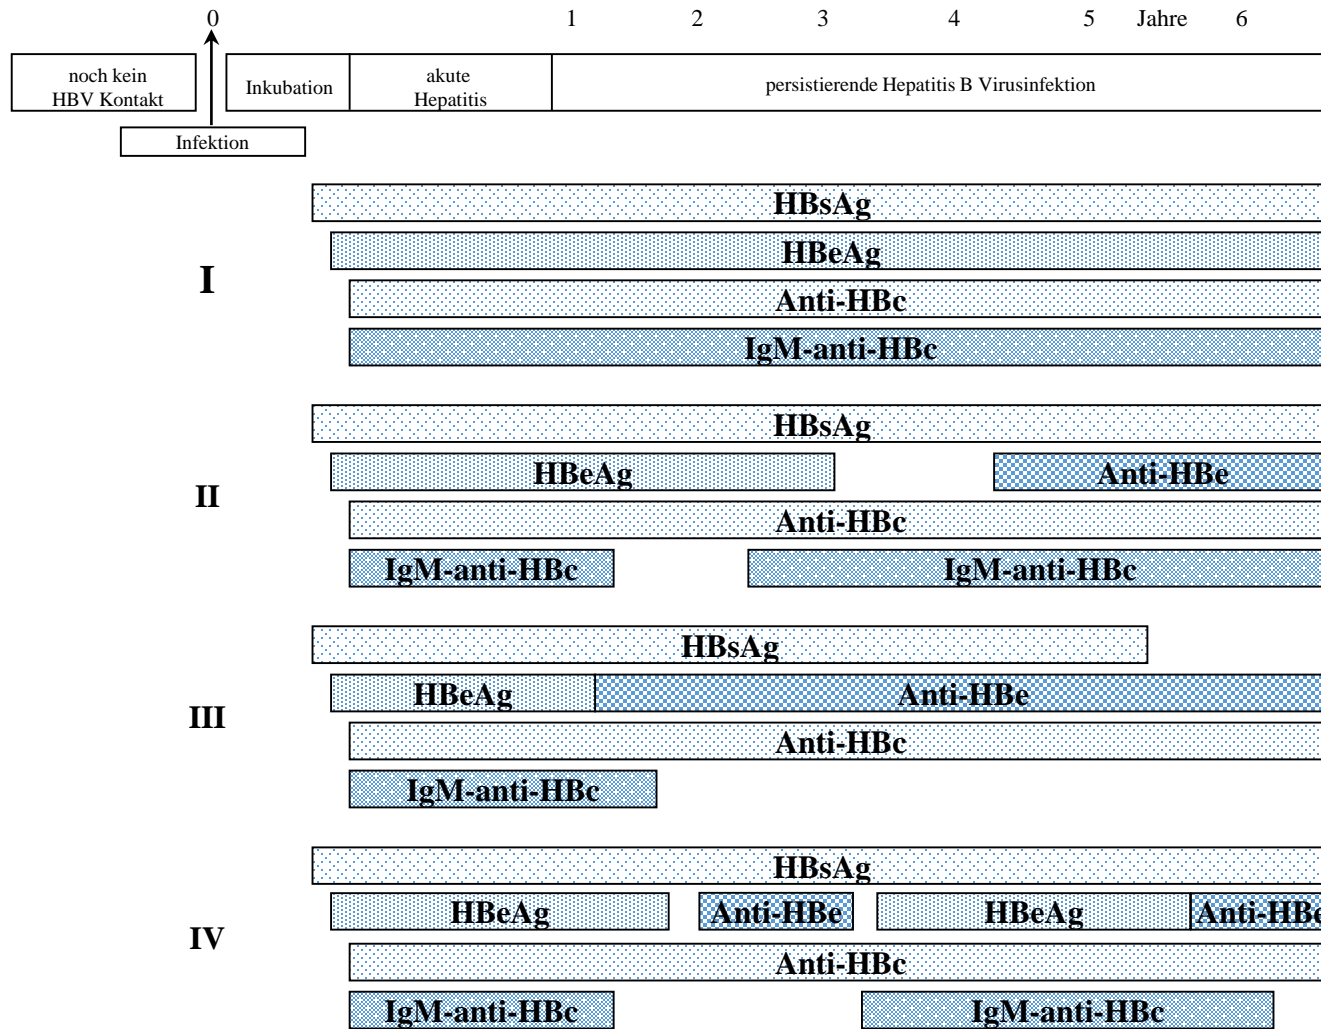 0 1 2 3 4 5 Jahre 6
noch kein
HBV Kontakt
Inkubation
akute
Hepatitis
persistierende Hepatitis B Virusinfektion
Infektion
I
HBsAg
HBeAg
Anti-HBc
IgM-anti-HBc
II
HBsAg
HBeAg Anti-HBe
Anti-HBc
IgM-anti-HBc IgM-anti-HBc
III
HBsAg
HBeAg Anti-HBe
Anti-HBc
IgM-anti-HBc
IV
HBsAg
HBeAg Anti-HBe HBeAg Anti-HBe
Anti-HBc
IgM-anti-HBc IgM-anti-HBc